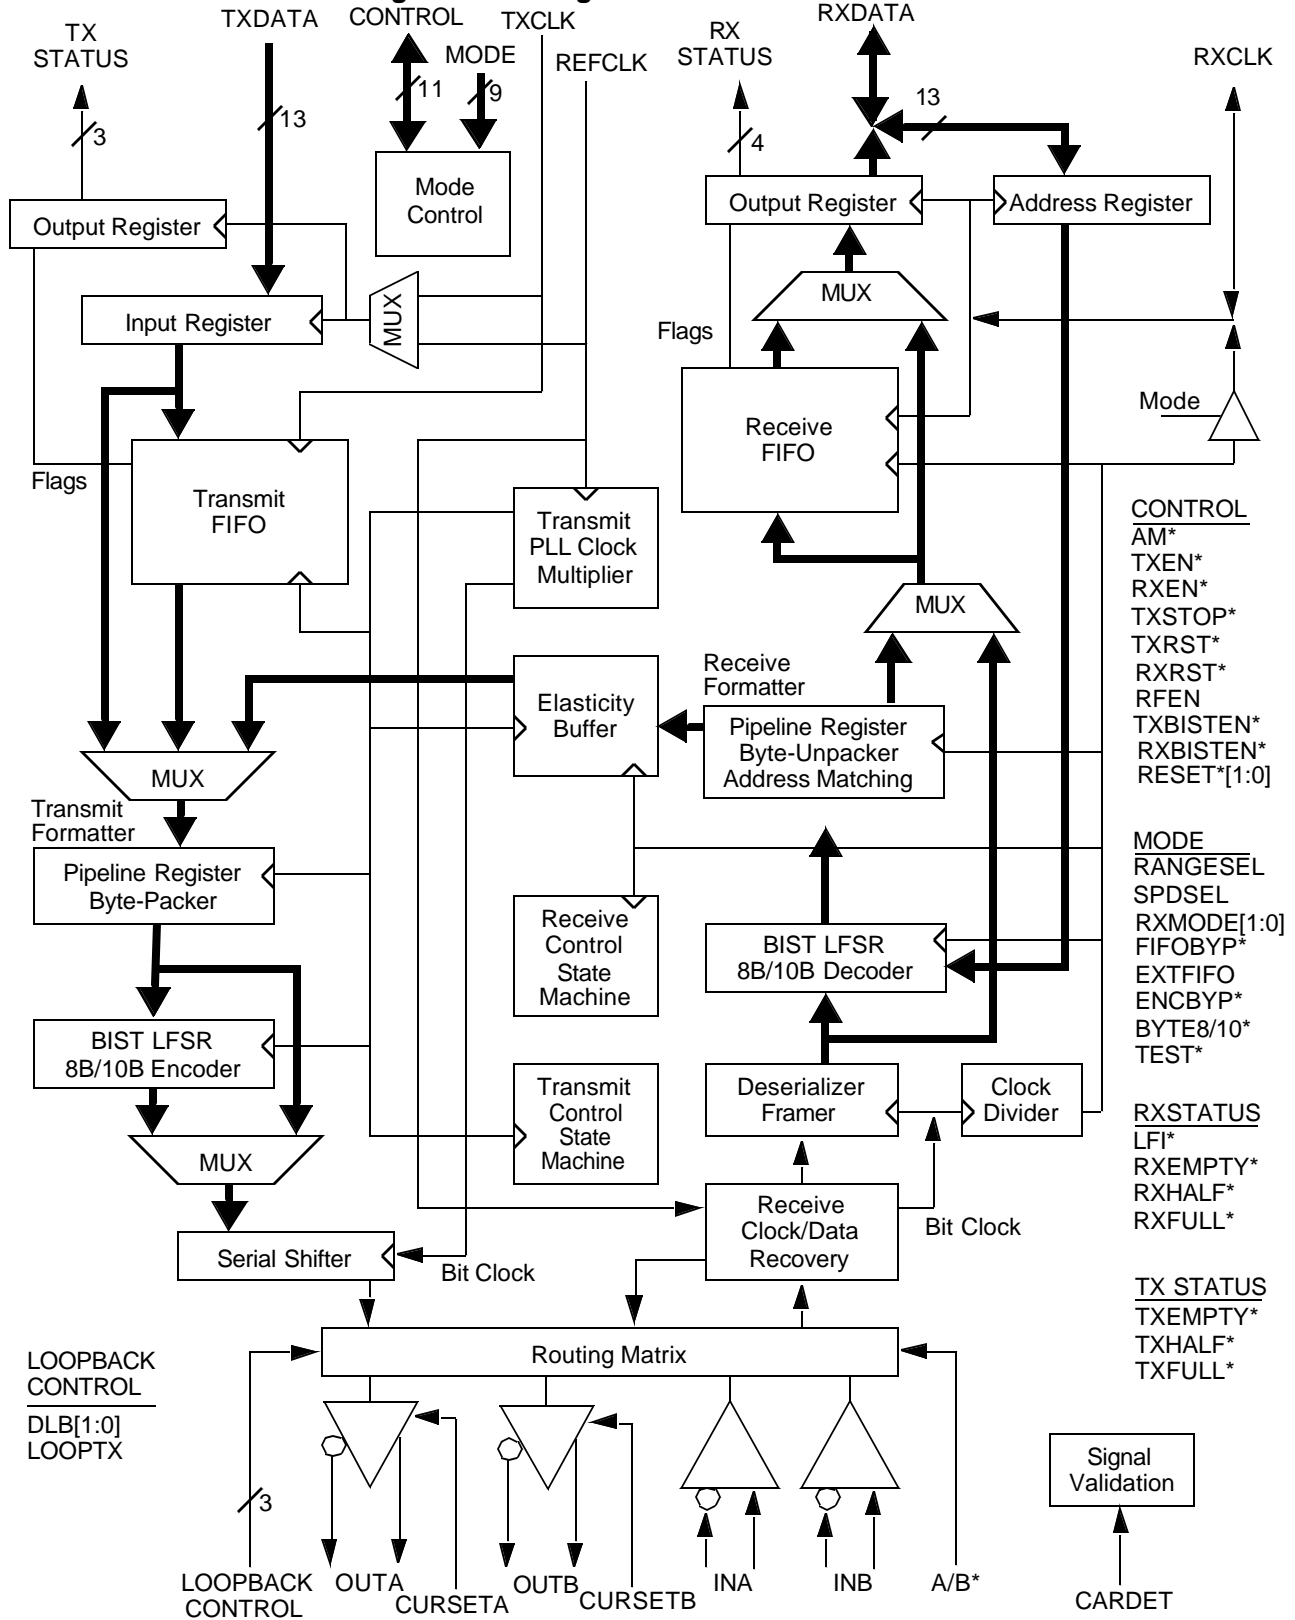 TX
STATUS
TXDATA
CONTROL
MODE
TXCLK
REFCLK
RX
STATUS
RXDATA
RXCLK
3
13
11
9
4
13
Mode
Control
Output Register
Input Register
MUX
Output Register
Address Register
MUX
Flags
Mode
Receive
FIFO
Flags
Transmit
FIFO
Transmit
PLL Clock
Multiplier
MUX
Receive
Formatter
Elasticity
Buffer
Pipeline Register
Byte-Unpacker
Address Matching
MUX
Transmit
Formatter
Pipeline Register
Byte-Packer
Receive
Control
State
Machine
BIST LFSR
8B/10B Decoder
BIST LFSR
8B/10B Encoder
Transmit
Control
State
Machine
Deserializer
Framer
Clock
Divider
MUX
Receive
Clock/Data
Recovery
Bit Clock
Serial Shifter
Bit Clock
Routing Matrix
LOOPBACK
CONTROL
DLB[1:0]
LOOPTX
3
LOOPBACK
CONTROL
OUTA
CURSETA
OUTB
CURSETB
INA
INB
A/B*
Signal
Validation
CARDET
CONTROL
AM*
TXEN*
RXEN*
TXSTOP*
TXRST*
RXRST*
RFEN
TXBISTEN*
RXBISTEN*
RESET*[1:0]
MODE
RANGESEL
SPDSEL
RXMODE[1:0]
FIFOBYP*
EXTFIFO
ENCBYP*
BYTE8/10*
TEST*
RXSTATUS
LFI*
RXEMPTY*
RXHALF*
RXFULL*
TX STATUS
TXEMPTY*
TXHALF*
TXFULL*